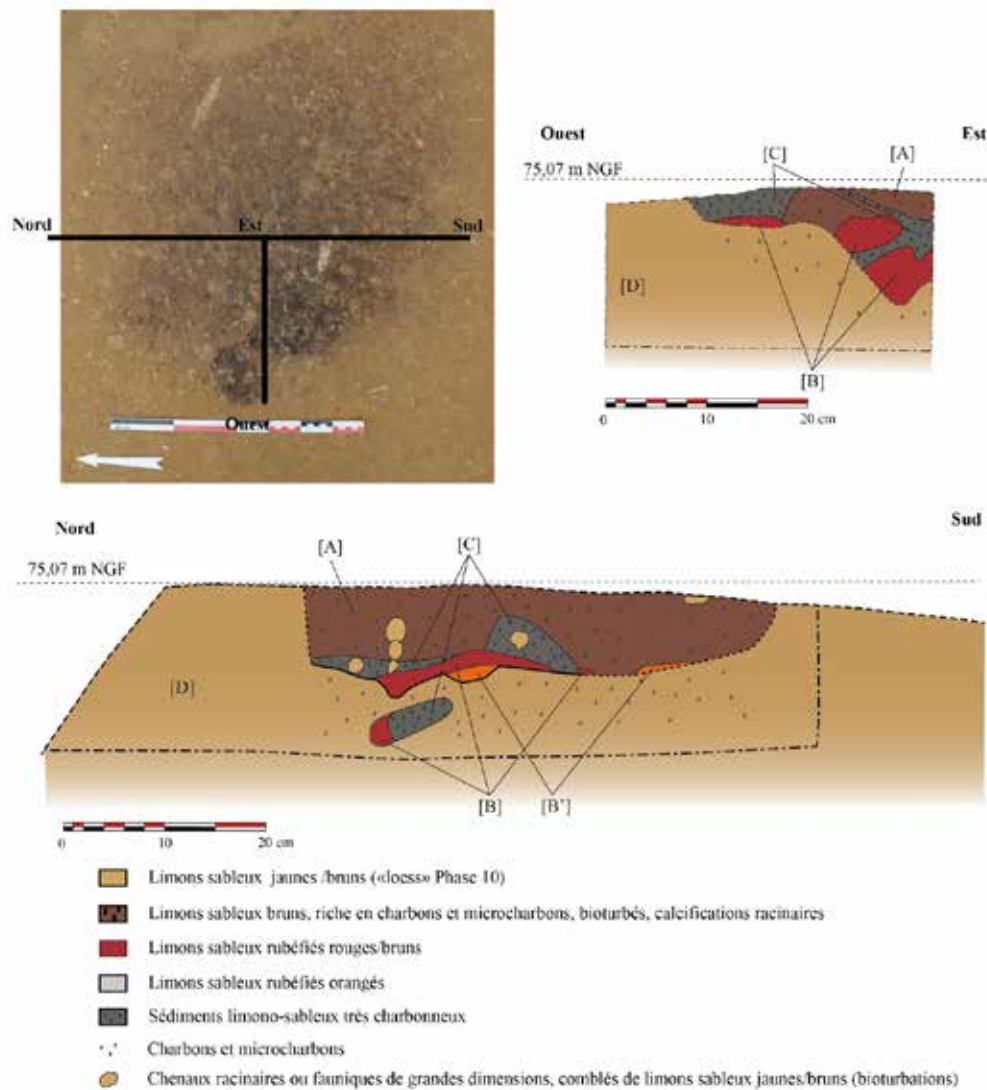 Nord
Est
Sud
Ouest
Ouest
Est
[C]
[A]
75,07 m NGF
[D]
[B]
0
10
20 cm
Nord
Sud
[A]
[C]
75,07 m NGF
[D]
[B]
[B']
0
10
20 cm
Limons sableux jaunes /bruns («loess» Phase 10)
Limons sableux bruns, riche en charbons et microcharbons, bioturbés, calcifications racinaires
Limons sableux rubéfiés rouges/bruns
Limons sableux rubéfiés orangés
Sédiments limono-sableux très charbonneux
Charbons et microcharbons
Chenaux racinaires ou fauniques de grandes dimensions, comblés de limons sableux jaunes/bruns (bioturbations)